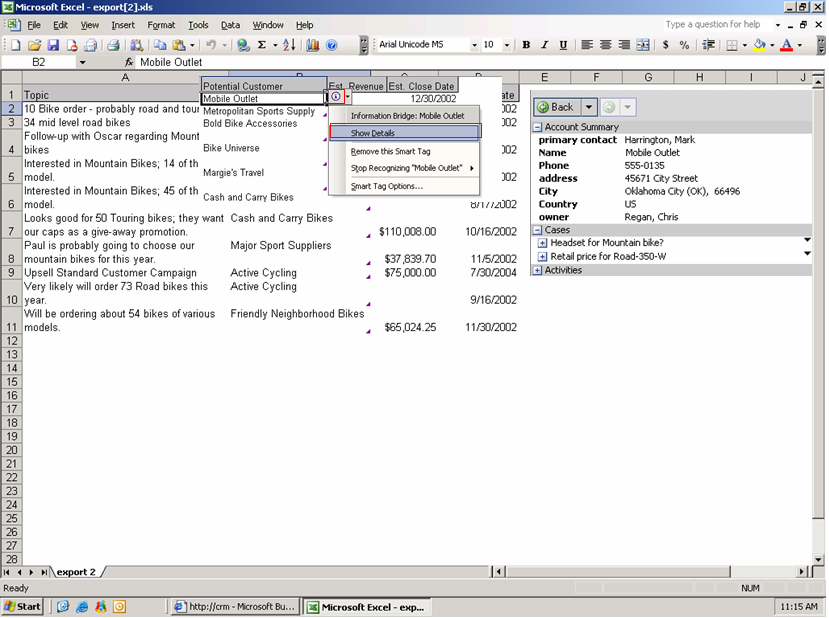 Microsoft Excel - export[2].xls
File Edit View Insert Format Tools Data Window Help
Type a question for help
Arial Unicode MS 10 B I U $ %
B2 fx Mobile Outlet
A E F G H I J
1 Topic
Potential Customer Est. Revenue Est. Close Date
Mobile Outlet 12/30/2002
2 10 Bike order - probably road and tou
Metropolitan Sports Supply
3 34 mid level road bikes
Bold Bike Accessories
Follow-up with Oscar regarding Mount
4 bikes
Bike Universe
Interested in Mountain Bikes; 14 of th
5 model.
Margie's Travel
Interested in Mountain Bikes; 45 of th
6 model.
Cash and Carry Bikes
8/17/2002
Looks good for 50 Touring bikes; they want Cash and Carry Bikes
7 our caps as a give-away promotion. $110,008.00 10/16/2002
Paul is probably going to choose our Major Sport Suppliers
8 mountain bikes for this year. $37,839.70 11/5/2002
9 Upsell Standard Customer Campaign Active Cycling $75,000.00 7/30/2004
Very likely will order 73 Road bikes this Active Cycling
10 year. 9/16/2002
Will be ordering about 54 bikes of various Friendly Neighborhood Bikes
11 models. $65,024.25 11/30/2002
12
13
14
15
16
17
18
19
20
21
22
23
24
25
26
27
28
Information Bridge: Mobile Outlet
Show Details
Remove this Smart Tag
Stop Recognizing "Mobile Outlet"
Smart Tag Options...
ate
002
002
002
002
Back
Account Summary
primary contact Harrington, Mark
Name Mobile Outlet
Phone 555-0135
address 45671 City Street
City Oklahoma City (OK), 66496
Country US
owner Regan, Chris
Cases
Headset for Mountain bike?
Retail price for Road-350-W
Activities
export 2
Ready NUM
Start http://crm - Microsoft Bu... Microsoft Excel - exp... 11:15 AM